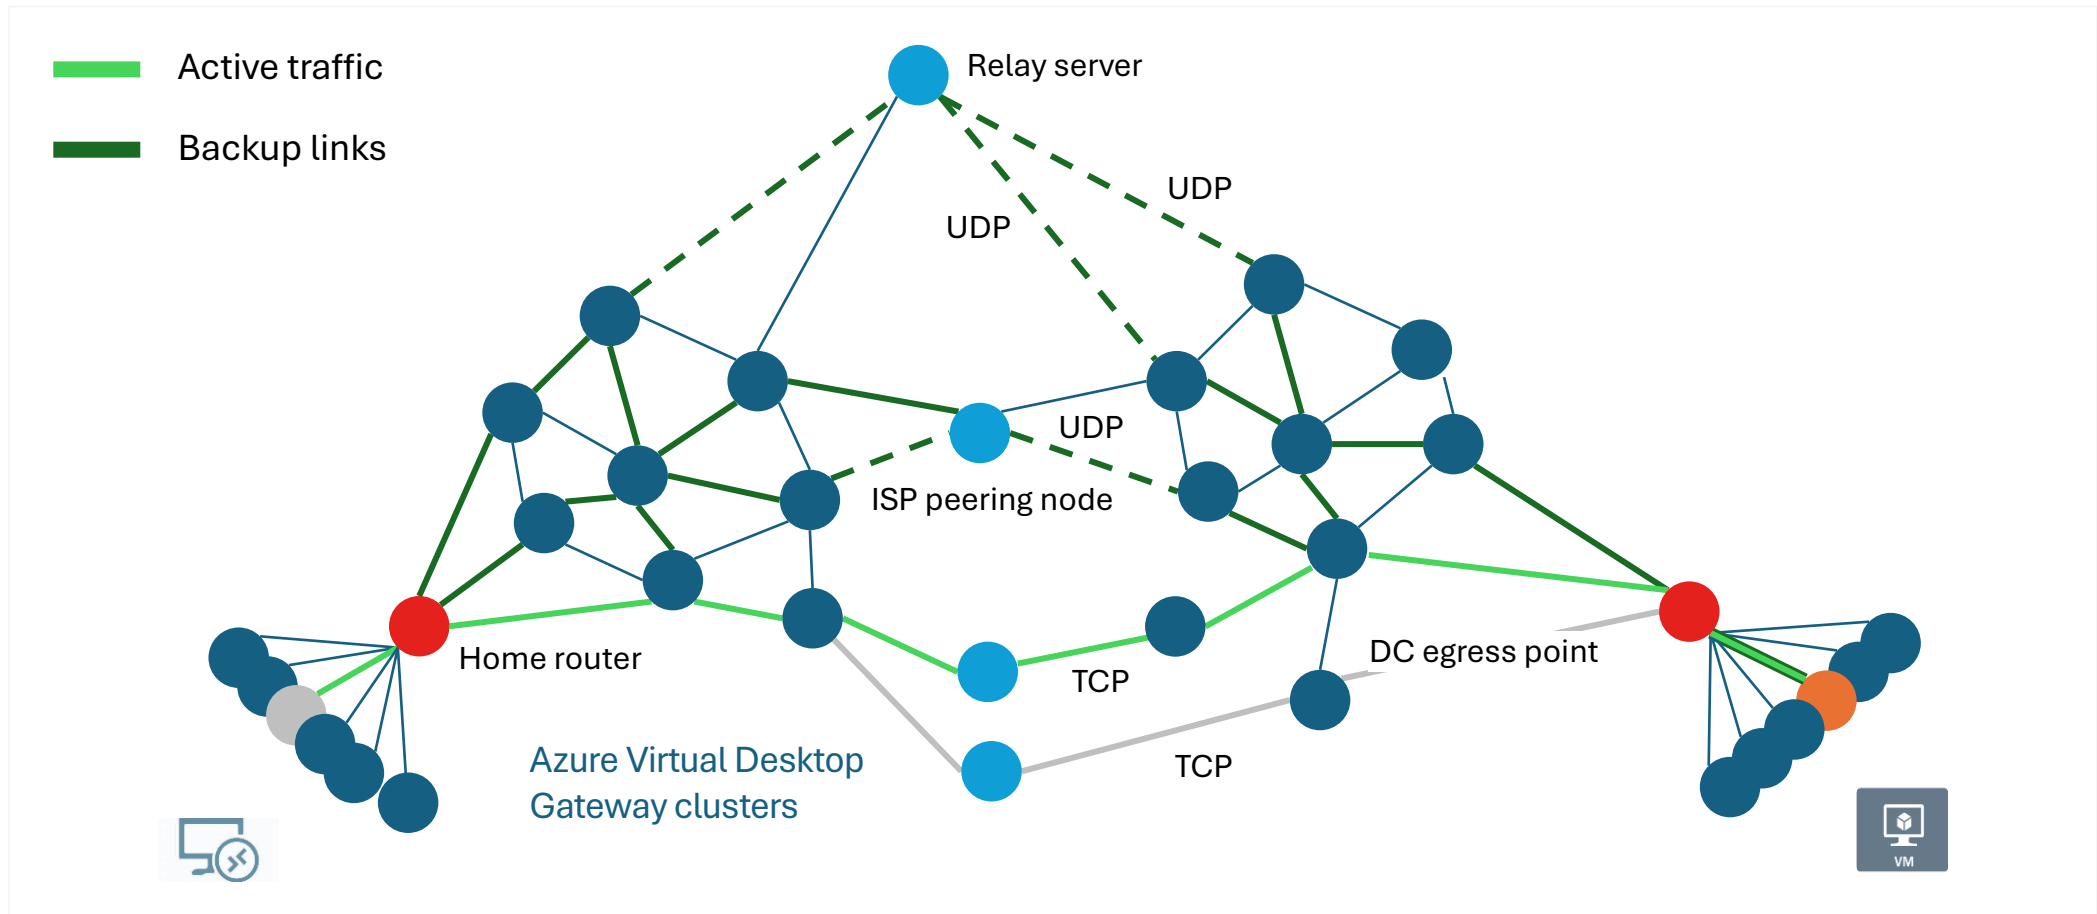 Active traffic
Relay server
Backup links
UDP
UDP
UDP
ISP peering node
Home router
DC egress point
TCP
Azure Virtual Desktop
Gateway clusters
TCP
VM